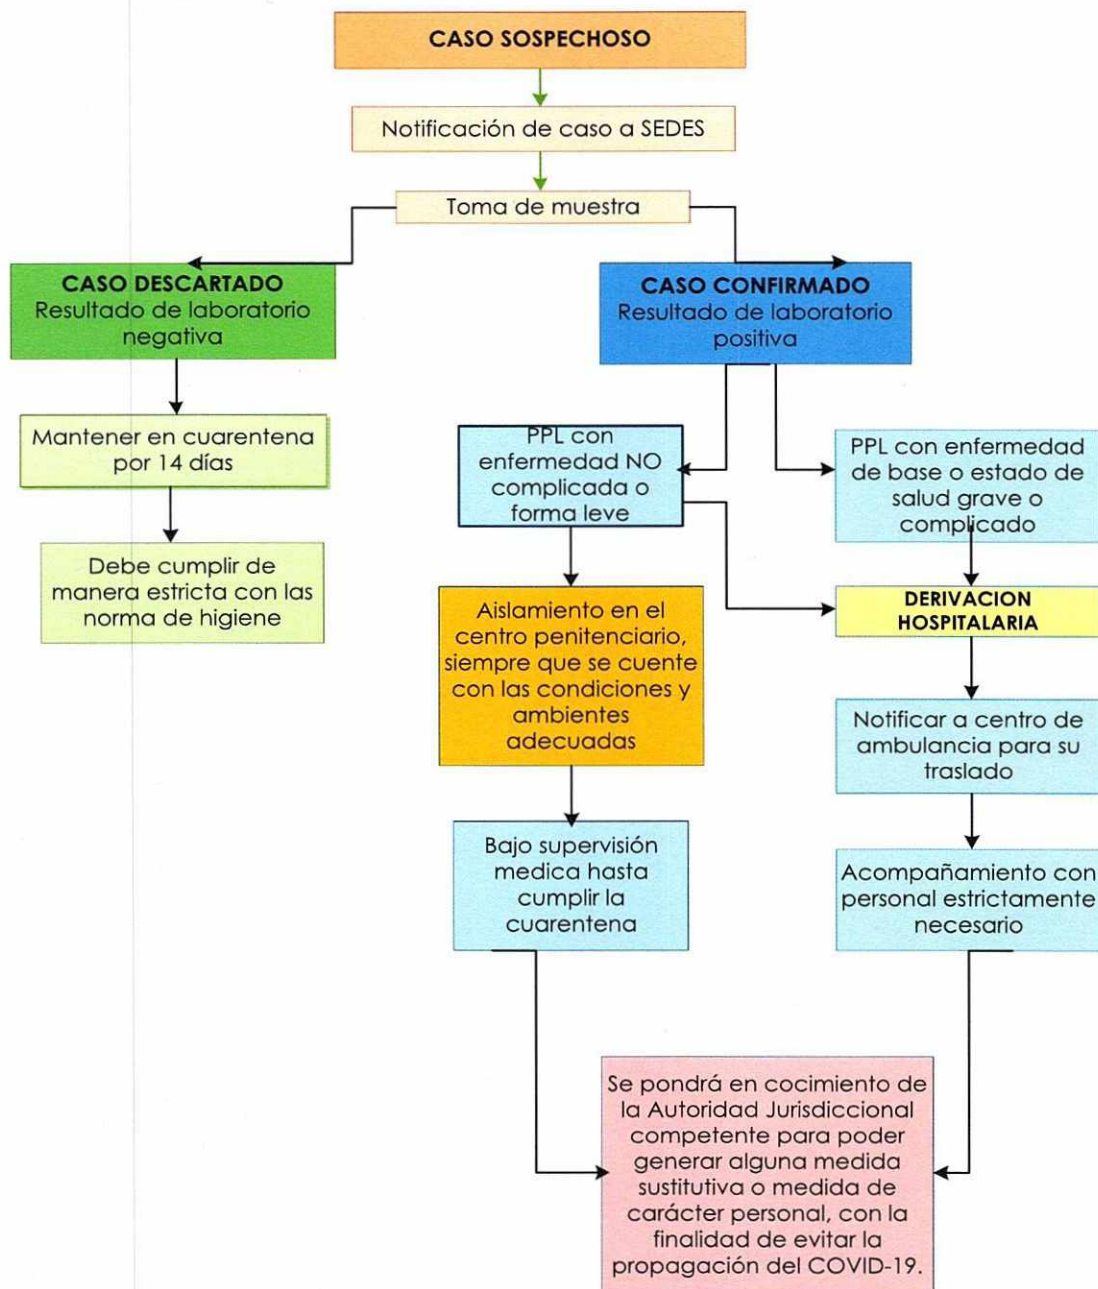 CASO SOSPECHOSO
Notificación de caso a SEDES
Toma de muestra
CASO DESCARTADO
Resultado de laboratorio
negativa
CASO CONFIRMADO
Resultado de laboratorio
positiva
Mantener en cuarentena
por 14 días
Debe cumplir de
manera estricta con las
norma de higiene
PPL con
enfermedad NO
complicada o
forma leve
PPL con enfermedad
de base o estado de
salud grave o
complicado
Aislamiento en el
centro penitenciario,
siempre que se cuente
con las condiciones y
ambientes
adecuadas
DERIVACION
HOSPITALARIA
Notificar a centro de
ambulancia para su
traslado
Bajo supervisión
medica hasta
cumplir la
cuarentena
Acompañamiento con
personal estrictamente
necesario
Se pondrá en cocimiento de
la Autoridad Jurisdiccional
competente para poder
generar alguna medida
sustitutiva o medida de
carácter personal, con la
finalidad de evitar la
propagación del COVID-19.